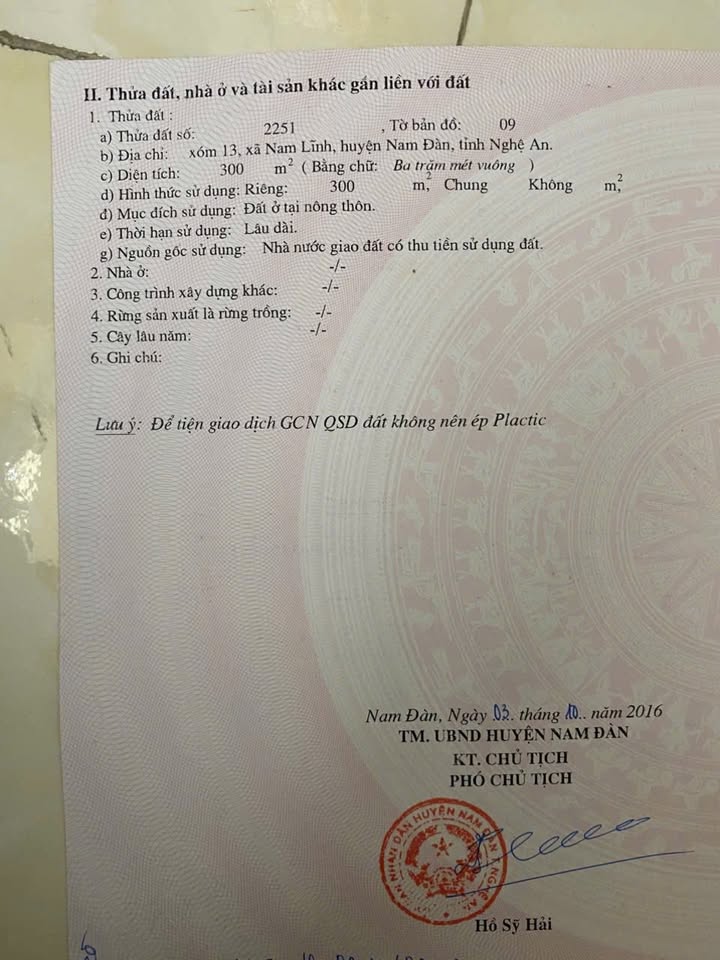 II. Thửa đất, nhà ở và tài sản khác gắn liền với đất
1. Thửa đất :
a) Thửa đất số: 2251 , Tờ bản đồ: 09
b) Địa chỉ: xóm 13, xã Nam Lĩnh, huyện Nam Đàn, tỉnh Nghệ An.
c) Diện tích: 300 m² ( Bằng chữ: Ba trăm mét vuông )
d) Hình thức sử dụng: Riêng: 300 m², Chung Không m²,
đ) Mục đích sử dụng: Đất ở tại nông thôn.
e) Thời hạn sử dụng: Lâu dài.
g) Nguồn gốc sử dụng: Nhà nước giao đất có thu tiền sử dụng đất.
2. Nhà ở: -/-
3. Công trình xây dựng khác: -/-
4. Rừng sản xuất là rừng trồng: -/-
5. Cây lâu năm: -/-
6. Ghi chú:
Lưu ý: Để tiện giao dịch GCN QSD đất không nên ép Plactic
Nam Đàn, Ngày .03. tháng 10.. năm 2016
TM. UBND HUYỆN NAM ĐÀN
KT. CHỦ TỊCH
PHÓ CHỦ TỊCH
NHÂN DÂN HUYỆN NAM ĐÀN
Hồ Sỹ Hải